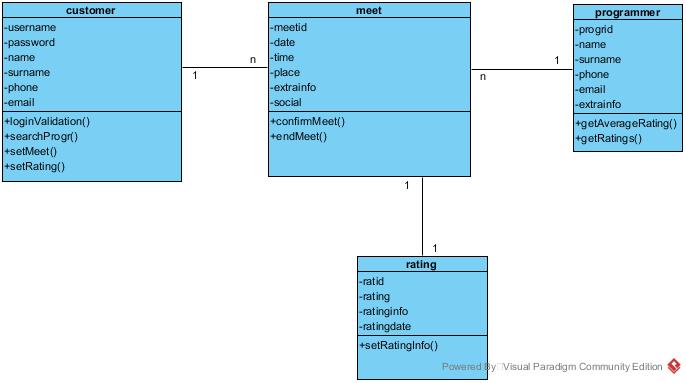 customer
-username
-password
-name
-surname
-phone
-email
+loginValidation()
+searchProgr()
+setMeet()
+setRating()
1
n
meet
-meetid
-date
-time
-place
-extrainfo
-social
+confirmMeet()
+endMeet()
n
1
programmer
-progrid
-name
-surname
-phone
-email
-extrainfo
+getAverageRating()
+getRatings()
1
1
rating
-ratid
-rating
-ratinginfo
-ratingdate
+setRatingInfo()
Powered By Visual Paradigm Community Edition